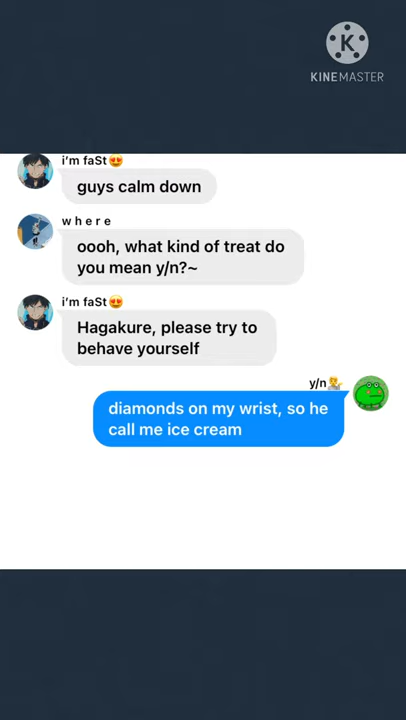 KINEMASTER
i'm faSt😍
guys calm down
w h e r e
oooh, what kind of treat do
you mean y/n?~
i'm faSt😍
Hagakure, please try to
behave yourself
y/n💁
diamonds on my wrist, so he
call me ice cream